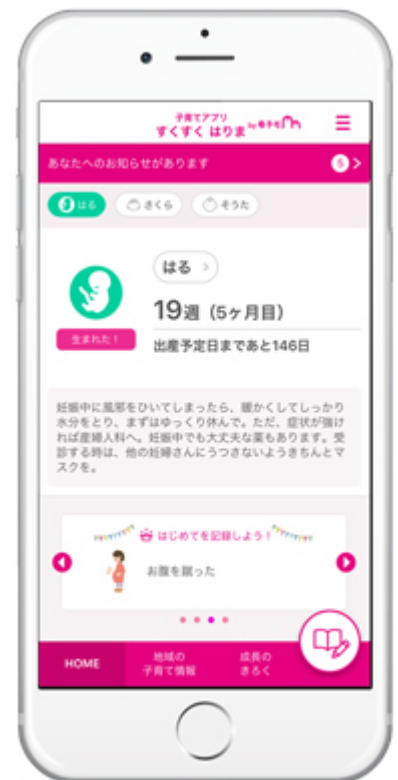 子育てアプリ
すくすく はりま by 母子モ
あなたへのお知らせがあります 5
はる さくら そうた
はる
19週 (5ヶ月目)
生まれた！
出産予定日まであと146日
妊娠中に風邪をひいてしまったら、暖かくしてしっかり
水分をとり、まずはゆっくり休んで。ただ、症状が強け
れば産婦人科へ。妊娠中でも大丈夫な薬もあります。受
診する時は、他の妊婦さんにうつさないようきちんとマ
スクを。
はじめてを記録しよう！
お腹を蹴った
HOME
地域の
子育て情報
成長の
きろく